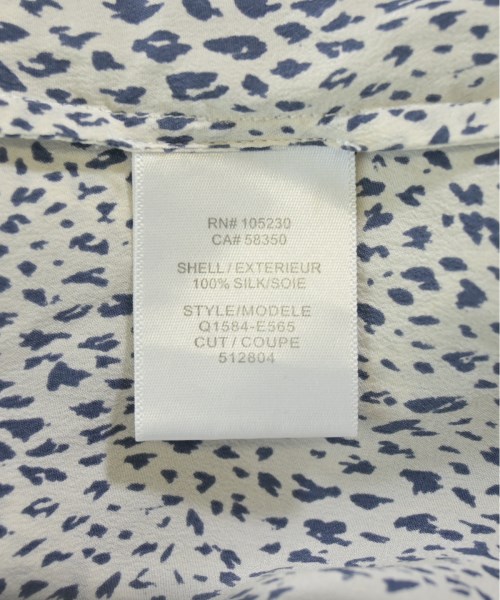 RN# 105230
CA# 58350
SHELL/EXTERIEUR
100% SILK/SOIE
STYLE/MODELE
Q1584-E565
CUT / COUPE
512804